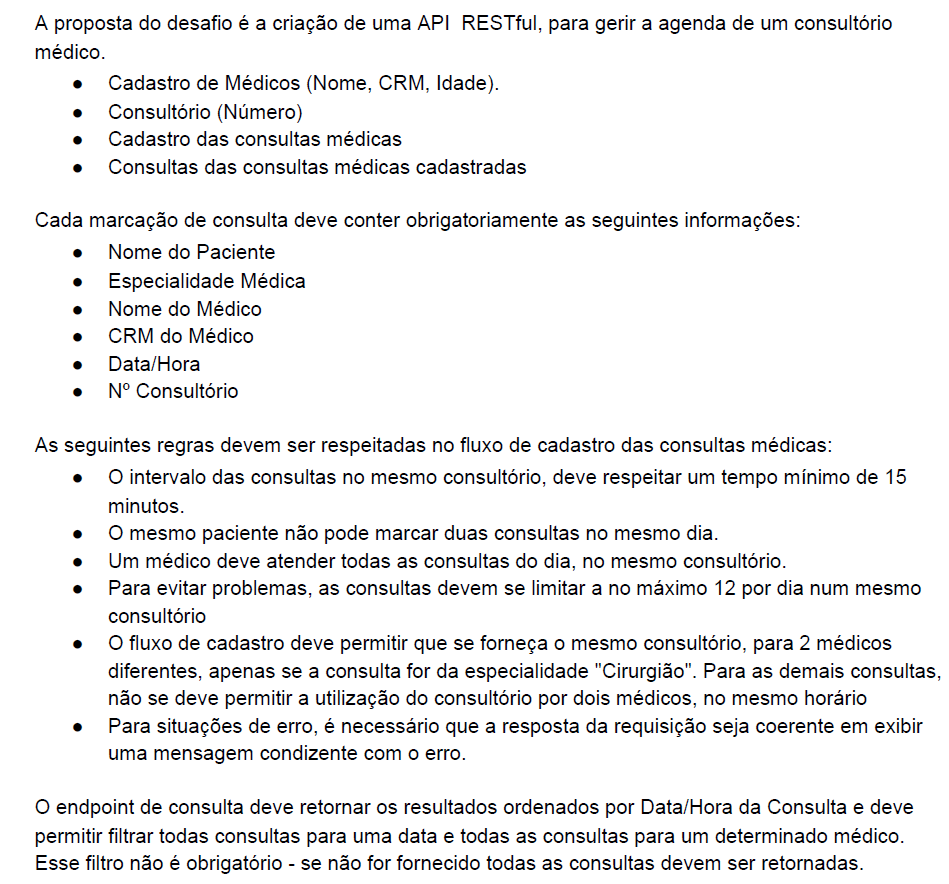 A proposta do desafio é a criação de uma API  RESTful, para gerir a agenda de um consultório
médico.
● Cadastro de Médicos (Nome, CRM, Idade).
● Consultório (Número)
● Cadastro das consultas médicas
● Consultas das consultas médicas cadastradas
Cada marcação de consulta deve conter obrigatoriamente as seguintes informações:
● Nome do Paciente
● Especialidade Médica
● Nome do Médico
● CRM do Médico
● Data/Hora
● Nº Consultório
As seguintes regras devem ser respeitadas no fluxo de cadastro das consultas médicas:
● O intervalo das consultas no mesmo consultório, deve respeitar um tempo mínimo de 15
minutos.
● O mesmo paciente não pode marcar duas consultas no mesmo dia.
● Um médico deve atender todas as consultas do dia, no mesmo consultório.
● Para evitar problemas, as consultas devem se limitar a no máximo 12 por dia num mesmo
consultório
● O fluxo de cadastro deve permitir que se forneça o mesmo consultório, para 2 médicos
diferentes, apenas se a consulta for da especialidade "Cirurgião". Para as demais consultas,
não se deve permitir a utilização do consultório por dois médicos, no mesmo horário
● Para situações de erro, é necessário que a resposta da requisição seja coerente em exibir
uma mensagem condizente com o erro.
O endpoint de consulta deve retornar os resultados ordenados por Data/Hora da Consulta e deve
permitir filtrar todas consultas para uma data e todas as consultas para um determinado médico.
Esse filtro não é obrigatório - se não for fornecido todas as consultas devem ser retornadas.